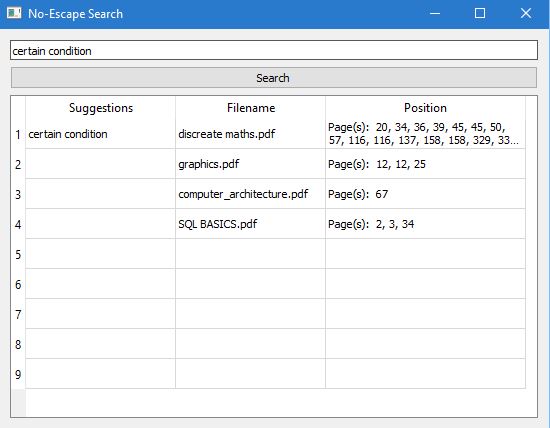 No-Escape Search
certain condition
Search
Suggestions Filename Position
1 certain condition discreate maths.pdf Page(s): 20, 34, 36, 39, 45, 45, 50,
57, 116, 116, 137, 158, 158, 329, 33...
2 graphics.pdf Page(s): 12, 12, 25
3 computer_architecture.pdf Page(s): 67
4 SQL BASICS.pdf Page(s): 2, 3, 34
5
6
7
8
9